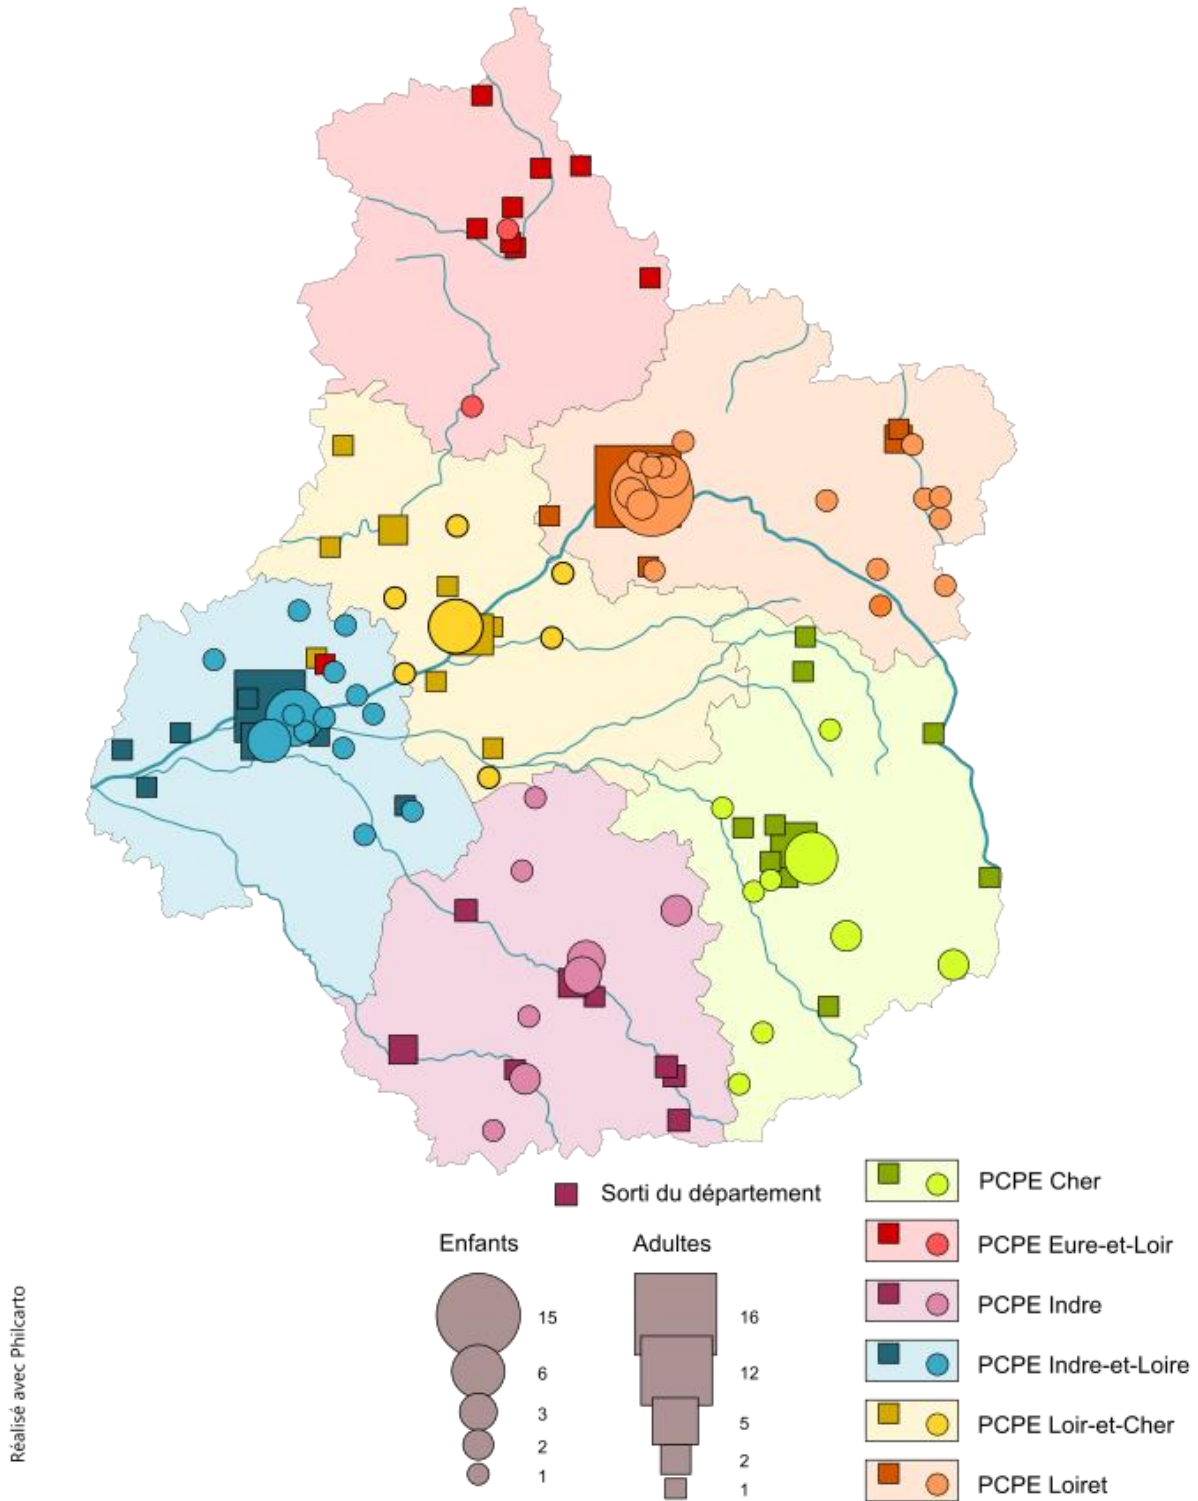 Sorti du département
Enfants
15
6
3
2
1
Adultes
16
12
5
2
1
PCPE Cher
PCPE Eure-et-Loir
PCPE Indre
PCPE Indre-et-Loire
PCPE Loir-et-Cher
PCPE Loiret
Réalisé avec Philcarto